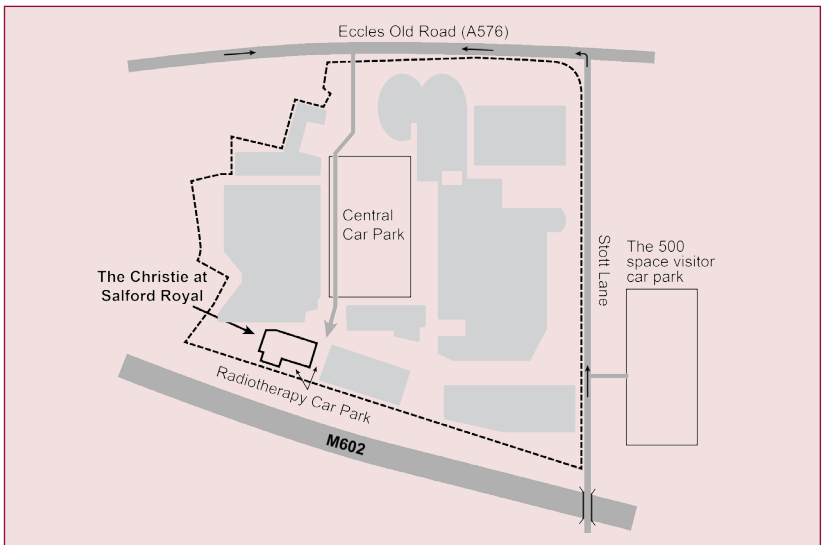 Eccles Old Road (A576)
Central
Car Park
Stott Lane
The 500
space visitor
car park
The Christie at
Salford Royal
Radiotherapy Car Park
M602